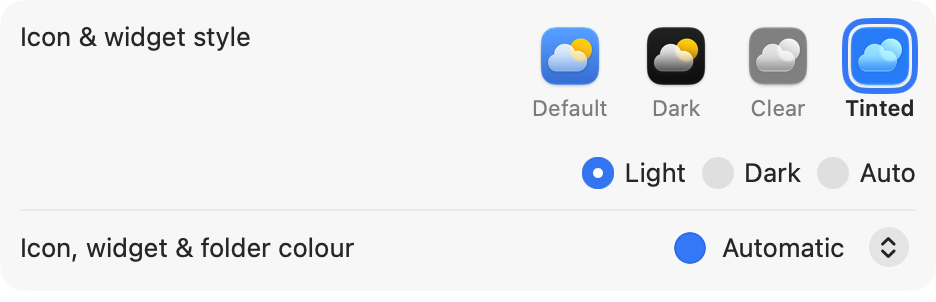 Icon & widget style
Default Dark Clear Tinted
Light Dark Auto
Icon, widget & folder colour Automatic